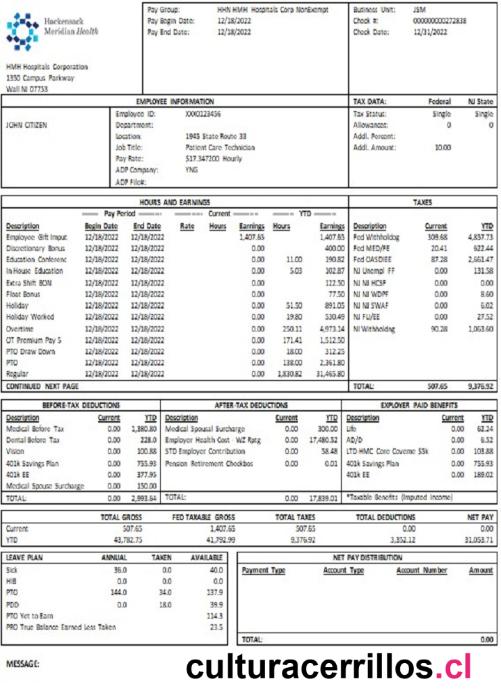 Hackensack
Meridian Health
HMH Hospitals Corporation
1350 Campus Parkway
Wall NJ 07753
Pay Group: HHN HMH Hospitals Corp NonExempt
Pay Begin Date: 12/18/2022
Pay End Date: 12/18/2022
Business Unit: JSM
Check #: 000000000272838
Check Date: 12/31/2022
EMPLOYEE INFORMATION
JOHN CITIZEN
Employee ID: XXX0123456
Department:
Location: 1945 State Route 33
Job Title: Patient Care Technician
Pay Rate: $17.347200 Hourly
ADP Company: YNG
ADP File#:
TAX DATA: Federal NJ State
Tax Status: Single Single
Allowances: 0 0
Addl. Percent:
Addl. Amount: 10.00
HOURS AND EARNINGS
Pay Period Current YTD
Description Begin Date End Date Rate Hours Earnings Hours Earnings
Employee Gift Imput 12/18/2022 12/18/2022 1,407.65 1,407.65
Discretionary Bonus 12/18/2022 12/18/2022 0.00 400.00
Education Conferenc 12/18/2022 12/18/2022 0.00 11.00 190.82
In House Education 12/18/2022 12/18/2022 0.00 5.03 102.87
Extra Shift BON 12/18/2022 12/18/2022 0.00 112.50
Float Bonus 12/18/2022 12/18/2022 0.00 77.50
Holiday 12/18/2022 12/18/2022 0.00 51.50 891.05
Holiday Worked 12/18/2022 12/18/2022 0.00 19.80 530.49
Overtime 12/18/2022 12/18/2022 0.00 250.11 4,973.14
OT Premium Pay 5 12/18/2022 12/18/2022 0.00 171.41 1,512.50
PTO Draw Down 12/18/2022 12/18/2022 0.00 18.00 312.25
PTO 12/18/2022 12/18/2022 0.00 138.00 2,361.80
Regular 12/18/2022 12/18/2022 0.00 1,830.82 31,465.80
CONTINUED NEXT PAGE
TAXES
Description Current YTD
Fed Withholdng 309.68 4,837.73
Fed MED/EE 20.41 622.44
Fed OASDI/EE 87.28 2,661.47
NJ Unempl EE 0.00 131.58
NJ NJ HCSF 0.00 0.00
NJ NJ WDPF 0.00 8.60
NJ NJ SWAF 0.00 6.02
NJ FLI/EE 0.00 27.52
NJ Withholdng 90.28 1,063.60
TOTAL: 507.65 9,376.92
BEFORE-TAX DEDUCTIONS
Description Current YTD
Medical Before Tax 0.00 1,380.80
Dental Before Tax 0.00 228.0
Vision 0.00 100.88
401k Savings Plan 0.00 755.93
401k EE 0.00 377.95
Medical Spouse Surcharge 0.00 150.00
TOTAL: 0.00 2,993.64
AFTER-TAX DEDUCTIONS
Description Current YTD
Medical Spousal Surcharge 0.00 300.00
Employer Health Cost - W2 Rptg 0.00 17,480.52
STD Employer Contribution 0.00 58.48
Pension Retirement Checkbox 0.00 0.01
TOTAL: 0.00 17,839.01
EMPLOYER PAID BENEFITS
Description Current YTD
Life 0.00 62.24
AD/D 0.00 6.52
LTD HMC Core Coverne $5k 0.00 103.88
401k Savings Plan 0.00 755.93
401k EE 0.00 189.02
*Taxable Benefits (Imputed Income)
TOTAL GROSS FED TAXABLE GROSS TOTAL TAXES TOTAL DEDUCTIONS NET PAY
Current 507.65 1,407.65 507.65 0.00 0.00
YTD 43,782.75 41,792.99 9,376.92 3,352.12 31,053.71
LEAVE PLAN ANNUAL TAKEN AVAILABLE
Sick 36.0 0.0 40.0
HIB 0.0 0.0 0.0
PTO 144.0 34.0 137.9
PDD 0.0 18.0 39.9
PTO Yet to Earn 114.3
PRO True Balance Earned Less Taken 23.5
NET PAY DISTRIBUTION
Payment Type Account Type Account Number Amount
TOTAL: 0.00
MESSAGE:
culturacerrillos.cl